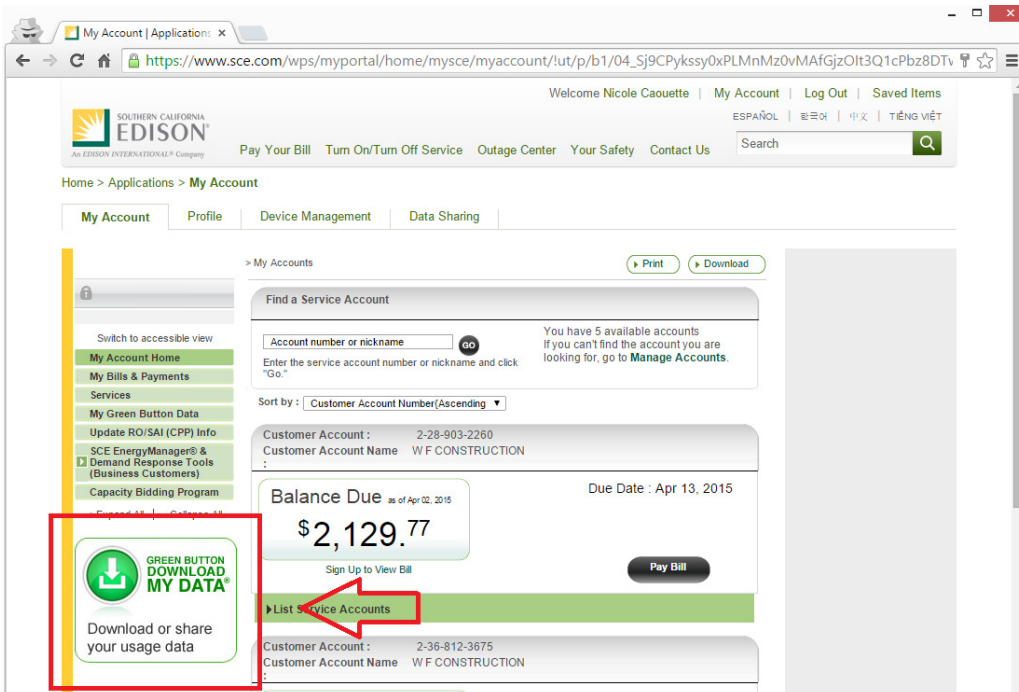 My Account | Applications ×
https://www.sce.com/wps/myportal/home/mysce/myaccount/!ut/p/b1/04_Sj9CPykssy0xPLMnMz0vMAfGjzOIt3Q1cPbz8DTv
Welcome Nicole Caouette | My Account | Log Out | Saved Items
ESPAÑOL | 한국어 | 中文 | TIẾNG VIỆT
SOUTHERN CALIFORNIA
EDISON®
An EDISON INTERNATIONAL® Company
Pay Your Bill Turn On/Turn Off Service Outage Center Your Safety Contact Us
Search
Home > Applications > My Account
My Account Profile Device Management Data Sharing
> My Accounts
Print Download
Find a Service Account
Account number or nickname GO
Enter the service account number or nickname and click
"Go."
You have 5 available accounts
If you can't find the account you are
looking for, go to Manage Accounts.
Switch to accessible view
My Account Home
My Bills & Payments
Services
My Green Button Data
Update RO/SAI (CPP) Info
SCE EnergyManager® &
Demand Response Tools
(Business Customers)
Capacity Bidding Program
Expand All | Collapse All
GREEN BUTTON
DOWNLOAD
MY DATA®
Download or share
your usage data
Sort by : Customer Account Number(Ascending
Customer Account : 2-28-903-2260
Customer Account Name W F CONSTRUCTION
:
Balance Due as of Apr 02, 2015
$2,129.77
Sign Up to View Bill
Due Date : Apr 13, 2015
Pay Bill
List Service Accounts
Customer Account : 2-36-812-3675
Customer Account Name W F CONSTRUCTION
: